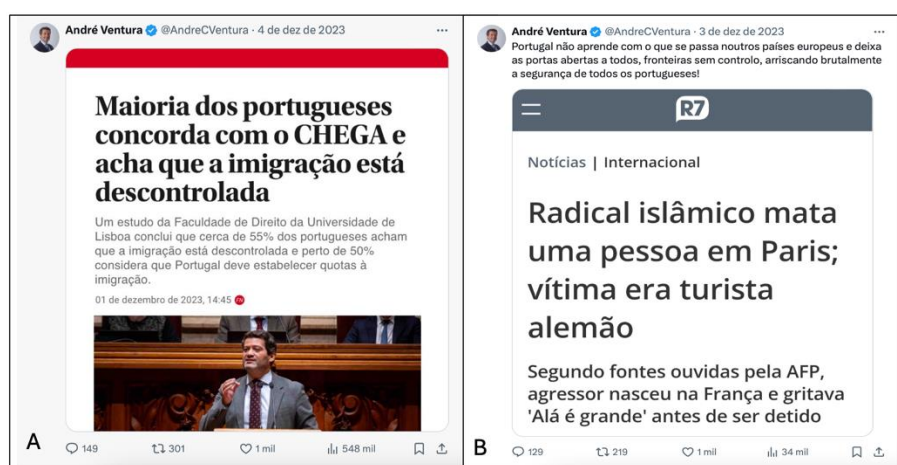 André Ventura @AndreCVentura · 4 de dez de 2023
Maioria dos portugueses
concorda com o CHEGA e
acha que a imigração está
descontrolada
Um estudo da Faculdade de Direito da Universidade de
Lisboa conclui que cerca de 55% dos portugueses acham
que a imigração está descontrolada e perto de 50%
considera que Portugal deve estabelecer quotas à
imigração.
01 de dezembro de 2023, 14:45
A
149 301 1 mil 548 mil
André Ventura @AndreCVentura · 3 de dez de 2023
Portugal não aprende com o que se passa noutros países europeus e deixa
as portas abertas a todos, fronteiras sem controlo, arriscando brutalmente
a segurança de todos os portugueses!
R7
Notícias | Internacional
Radical islâmico mata
uma pessoa em Paris;
vítima era turista
alemão
Segundo fontes ouvidas pela AFP,
agressor nasceu na França e gritava
'Alá é grande' antes de ser detido
B
129 219 1 mil 34 mil